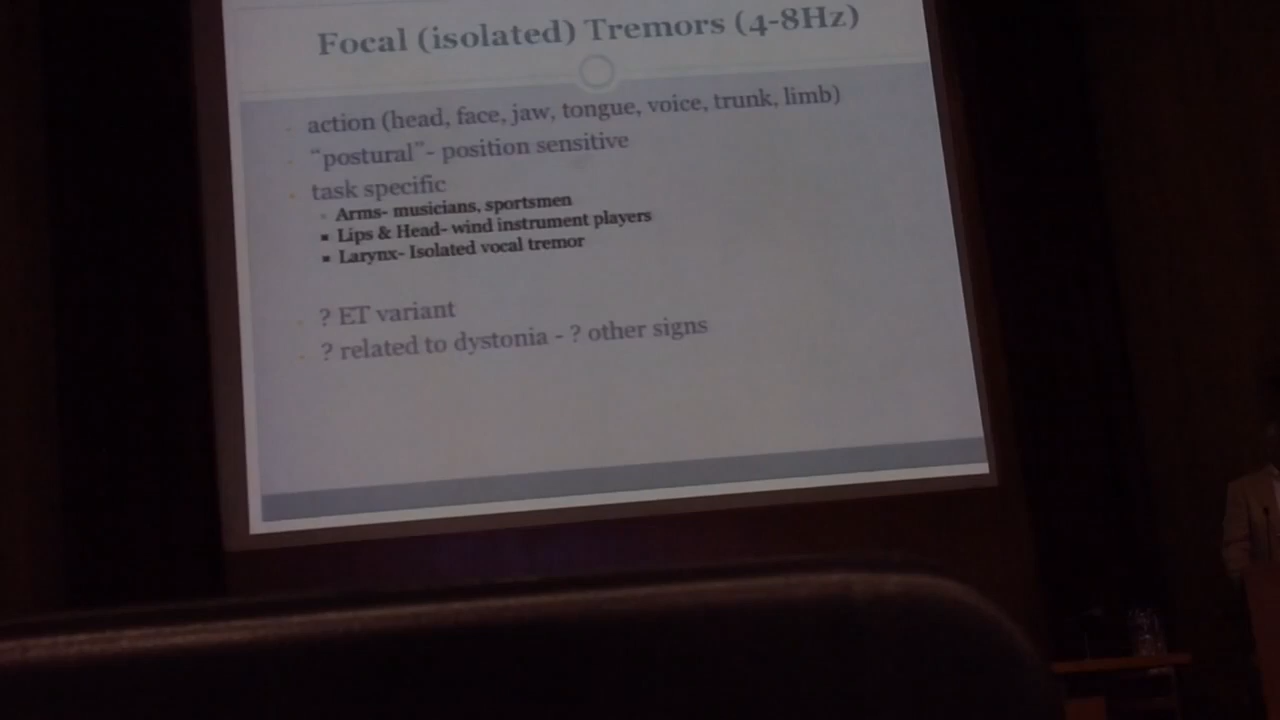 Focal (isolated) Tremors (4-8Hz)
action (head, face, jaw, tongue, voice, trunk, limb)
“postural”- position sensitive
task specific
Arms- musicians, sportsmen
Lips & Head- wind instrument players
Larynx- Isolated vocal tremor
? ET variant
? related to dystonia - ? other signs